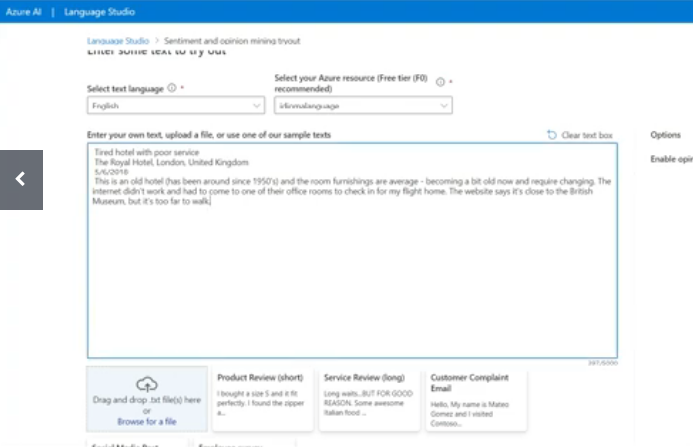 Azure AI | Language Studio
Language Studio > Sentiment and opinion mining tryout
Enter some text to try out
Select text language *
Select your Azure resource (Free tier (F0)
recommended) *
English
Enter your own text, upload a file, or use one of our sample texts
Clear text box
Options
Tired hotel with poor service
The Royal Hotel, London, United Kingdom
5/6/2018
This is an old hotel (has been around since 1950's) and the room furnishings are average - becoming a bit old now and require changing. The
internet didn't work and had to come to one of their office rooms to check in for my flight home. The website says it's close to the British
Museum, but it's too far to walk.
Enable opi
Drag and drop .txt file(s) here
or
Browse for a file
Product Review (short)
I bought a size S and it fit
perfectly. I found the zipper
a...
Service Review (long)
Long waits...BUT FOR GOOD
REASON. Some awesome
Italian food ...
Customer Complaint
Email
Hello, My name is Mateo
Gomez and I visited
Contoso...